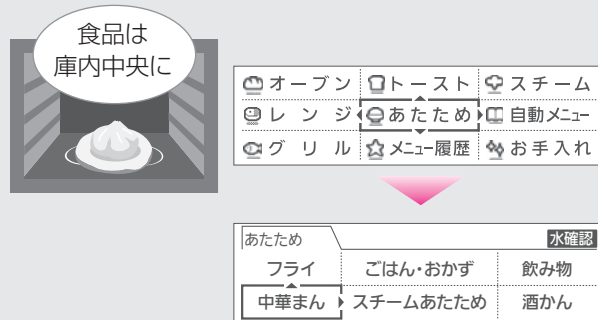 食品は
庫内中央に
オーブン トースト スチーム
レンジ あたため 自動メニュー
グリル メニュー履歴 お手入れ
あたため 水確認
フライ ごはん・おかず 飲み物
中華まん スチームあたため 酒かん